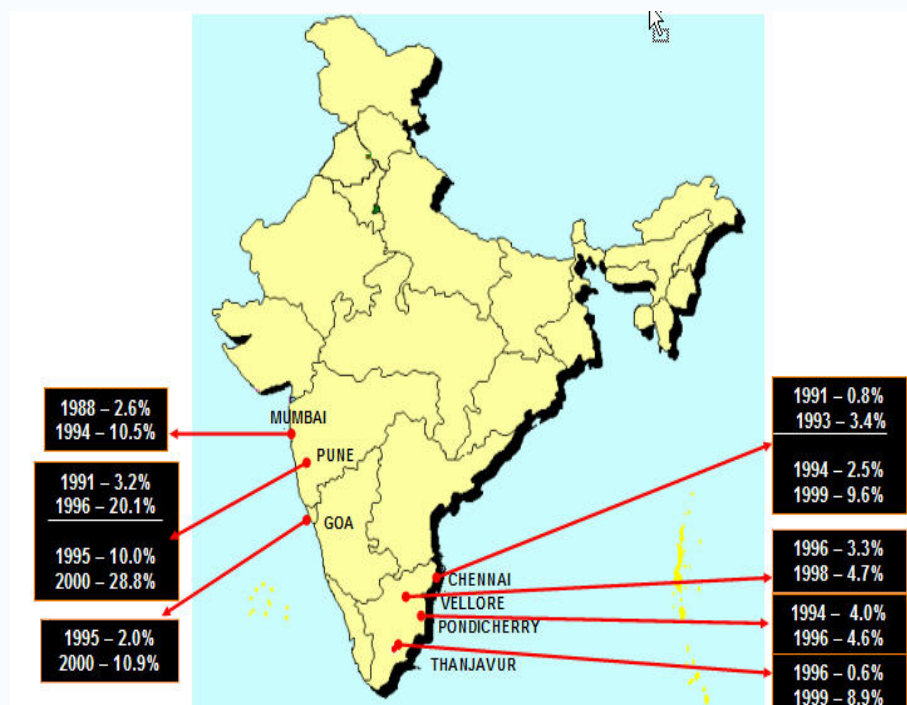 1988 – 2.6%
1994 – 10.5%
1991 – 3.2%
1996 – 20.1%
1995 – 10.0%
2000 – 28.8%
1995 – 2.0%
2000 – 10.9%
MUMBAI
PUNE
GOA
CHENNAI
VELLORE
PONDICHERRY
THANJAVUR
1991 – 0.8%
1993 – 3.4%
1994 – 2.5%
1999 – 9.6%
1996 – 3.3%
1998 – 4.7%
1994 – 4.0%
1996 – 4.6%
1996 – 0.6%
1999 – 8.9%